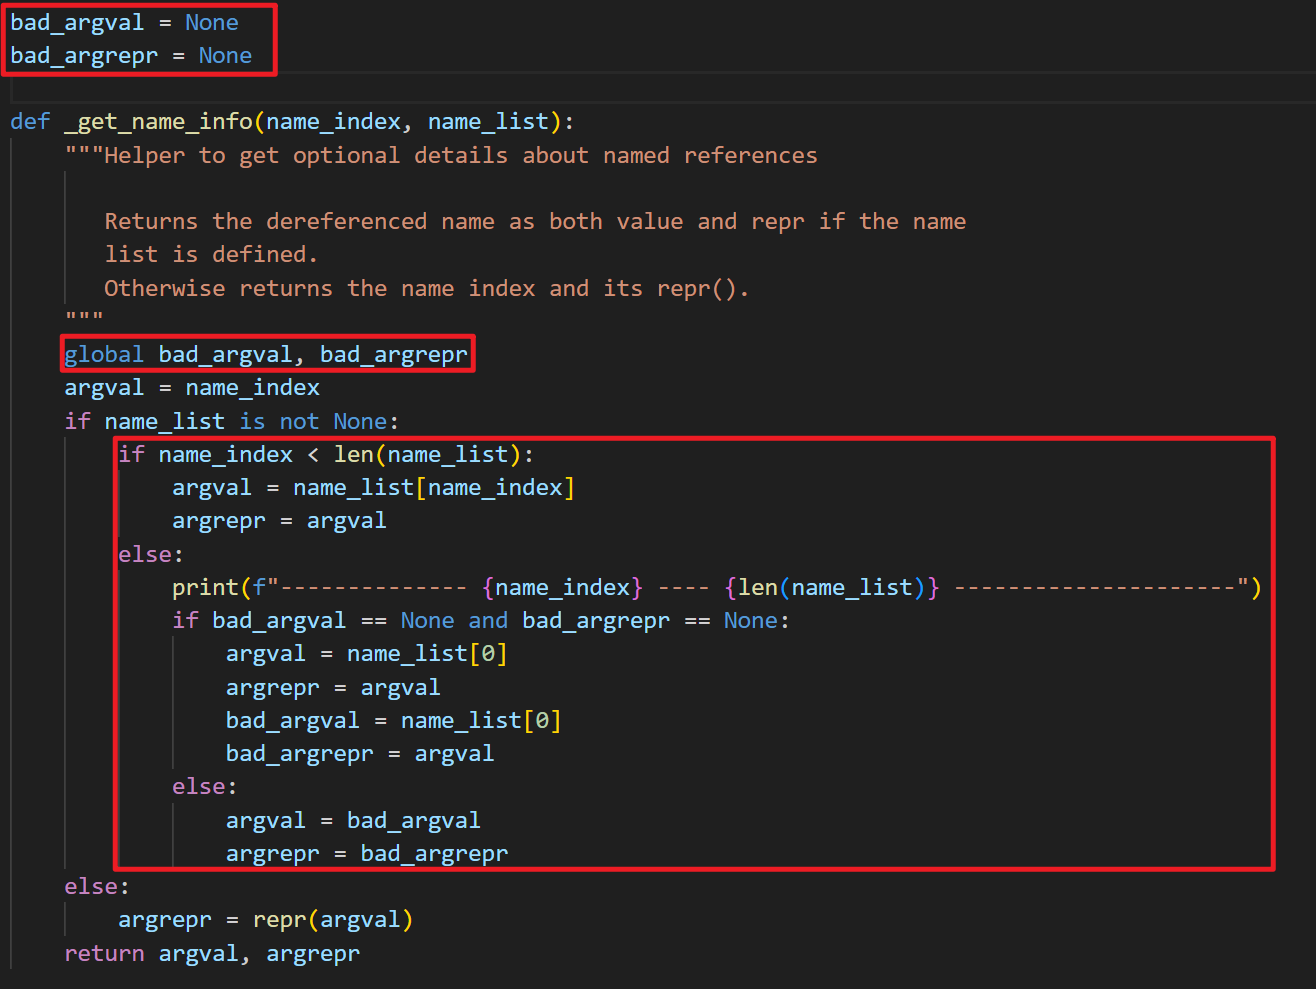 bad_argval = None
bad_argrepr = None
def _get_name_info(name_index, name_list):
    """Helper to get optional details about named references
       Returns the dereferenced name as both value and repr if the name
       list is defined.
       Otherwise returns the name index and its repr().
    """
    global bad_argval, bad_argrepr
    argval = name_index
    if name_list is not None:
        if name_index < len(name_list):
            argval = name_list[name_index]
            argrepr = argval
        else:
            print(f"-------------- {name_index} ---- {len(name_list)} ---------------------")
            if bad_argval == None and bad_argrepr == None:
                argval = name_list[0]
                argrepr = argval
                bad_argval = name_list[0]
                bad_argrepr = argval
            else:
                argval = bad_argval
                argrepr = bad_argrepr
    else:
        argrepr = repr(argval)
    return argval, argrepr